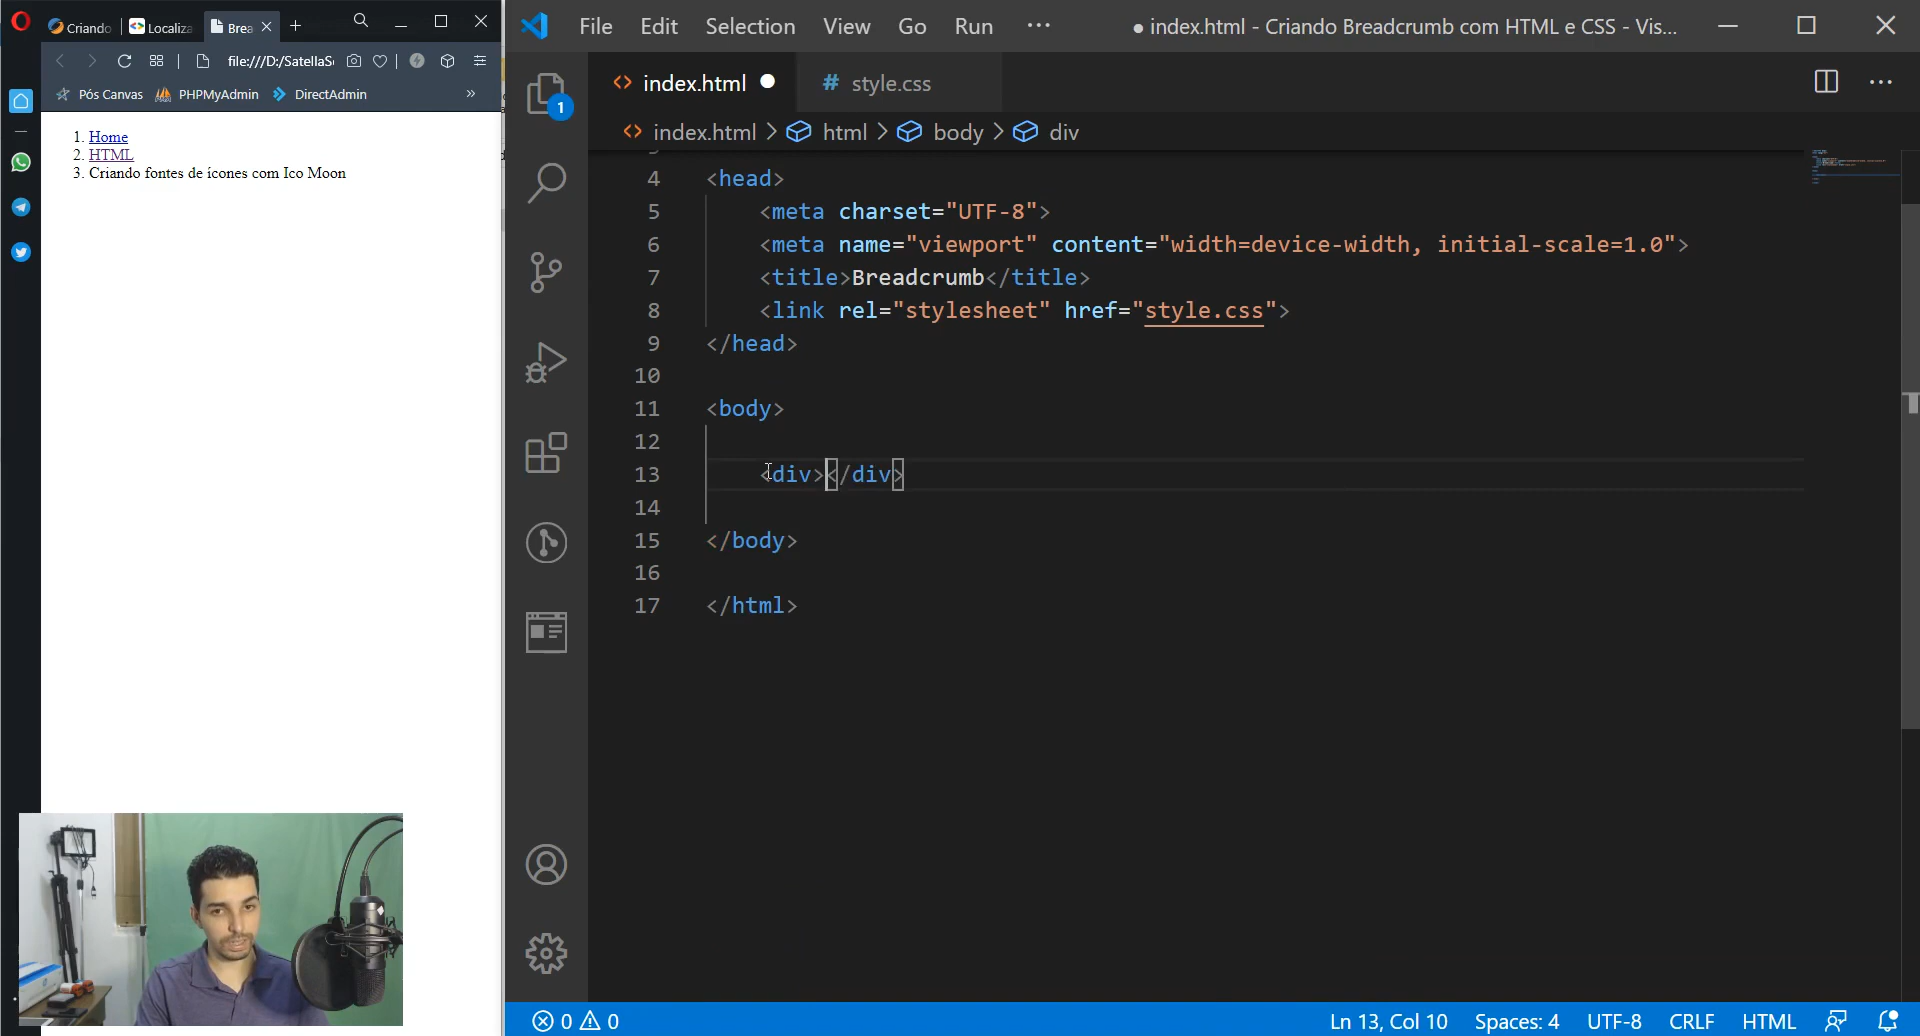 Criando
Localiza
Brea
file:///D:/SatellaS
Pós Canvas
PHPMyAdmin
DirectAdmin
»
1. Home
2. HTML
3. Criando fontes de ícones com Ico Moon
File Edit Selection View Go Run ···
● index.html - Criando Breadcrumb com HTML e CSS - Vis...
1
<> index.html ●
# style.css
<> index.html > html > body > div
4 <head>
5 <meta charset="UTF-8">
6 <meta name="viewport" content="width=device-width, initial-scale=1.0">
7 <title>Breadcrumb</title>
8 <link rel="stylesheet" href="style.css">
9 </head>
10
11 <body>
12
13 <div></div>
14
15 </body>
16
17 </html>
0 0
Ln 13, Col 10 Spaces: 4 UTF-8 CRLF HTML